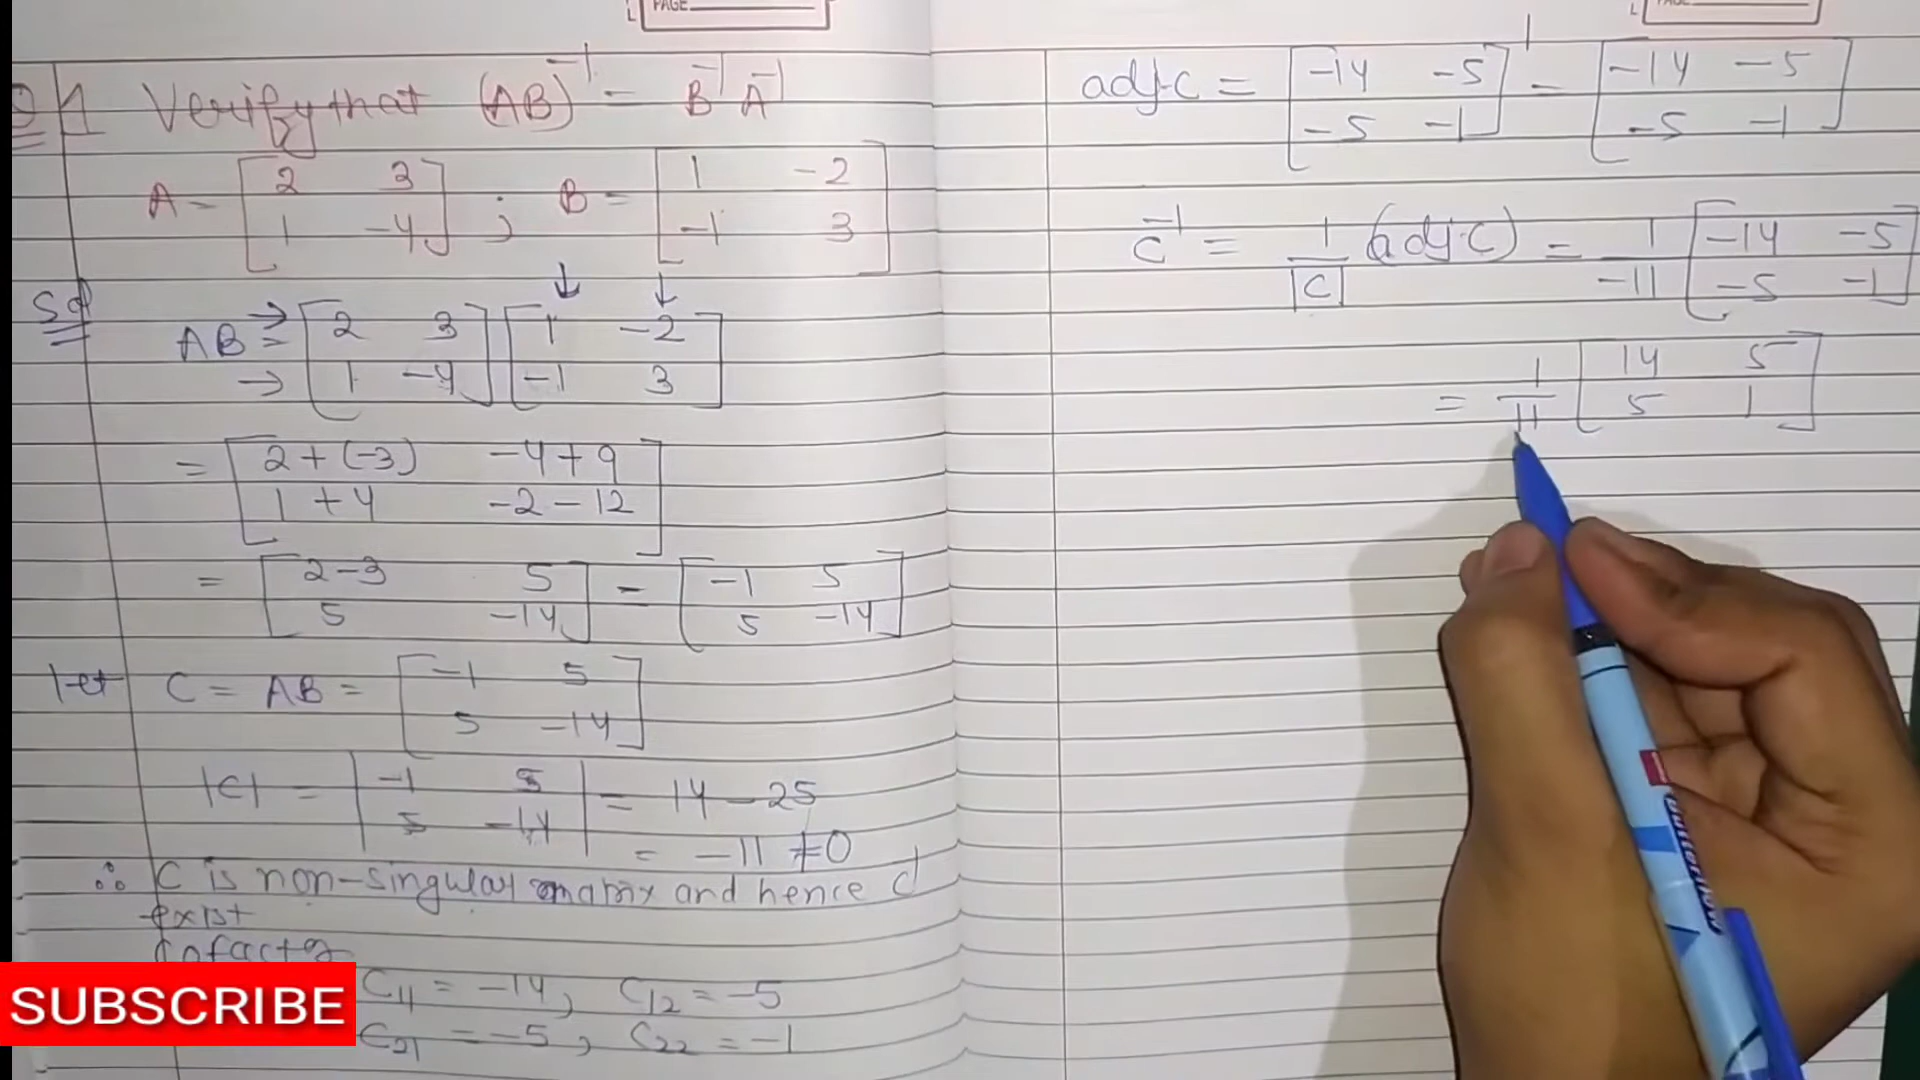 PAGE
Q 1 Verify that (AB)⁻¹ = B⁻¹ A⁻¹
A = [2 3; 1 -4] ; B = [1 -2; -1 3]
Sol
AB = [2 3; 1 -4] [1 -2; -1 3]
= [2+(-3) -4+9; 1+4 -2-12]
= [2-3 5; 5 -14] = [-1 5; 5 -14]
let C = AB = [-1 5; 5 -14]
|C| = |-1 5; 5 -14| = 14-25
= -11 ≠ 0
∴ C is non-singular matrix and hence C⁻¹
exist
Cofactor
C₁₁ = -14, C₁₂ = -5
C₂₁ = -5, C₂₂ = -1
SUBSCRIBE
PAGE
adj·C = [-14 -5; -5 -1]' = [-14 -5; -5 -1]
C⁻¹ = 1/|C| (adj·C) = 1/-11 [-14 -5; -5 -1]
= 1/11 [14 5; 5 1]